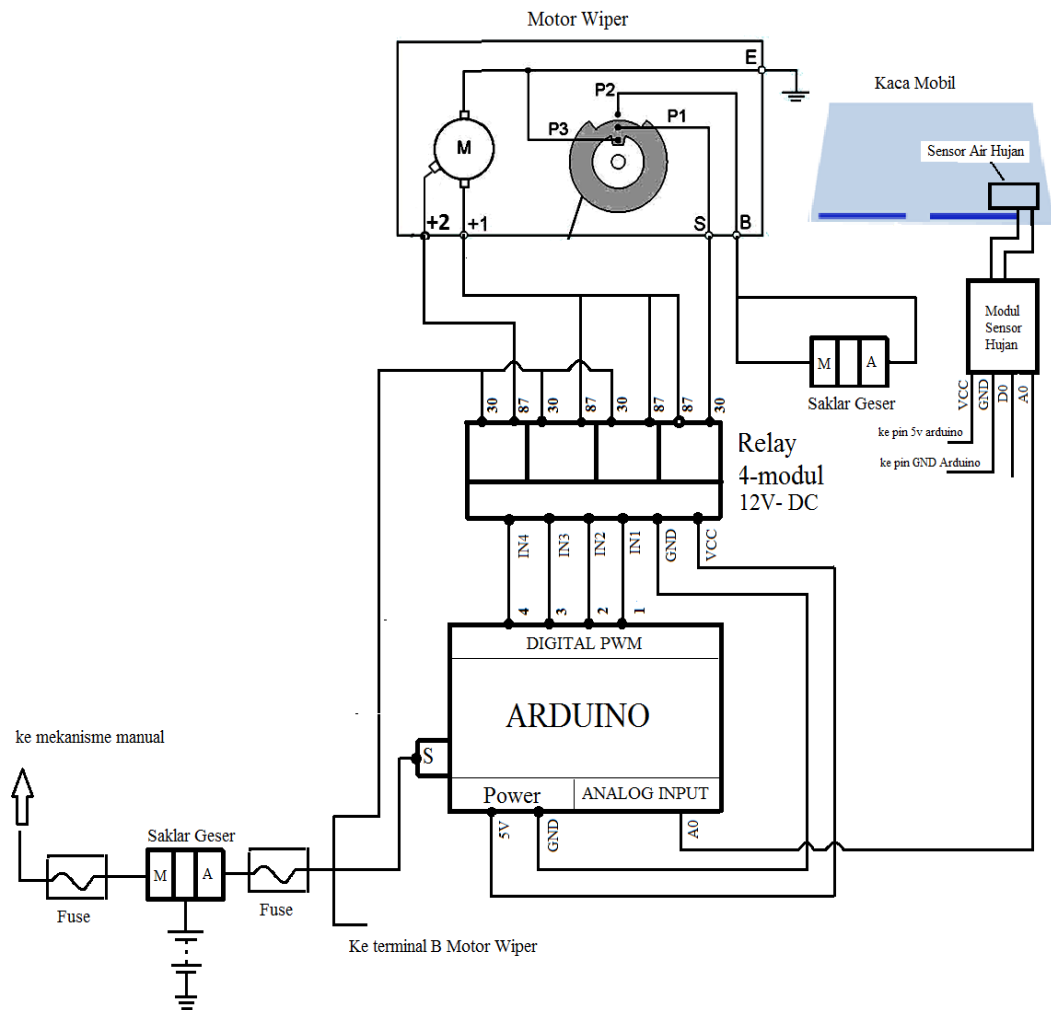 Motor Wiper
E
P2
P1
P3
M
+2
+1
S
B
Kaca Mobil
Sensor Air Hujan
Modul
Sensor
Hujan
VCC
GND
D0
A0
ke pin 5v arduino
ke pin GND Arduino
M
A
Saklar Geser
30
87
30
87
30
87
87
30
Relay
4-modul
12V- DC
IN4
IN3
IN2
IN1
GND
VCC
4
3
2
1
DIGITAL PWM
ARDUINO
S
Power
ANALOG INPUT
5V
GND
A0
ke mekanisme manual
Saklar Geser
M
A
Fuse
Fuse
Ke terminal B Motor Wiper